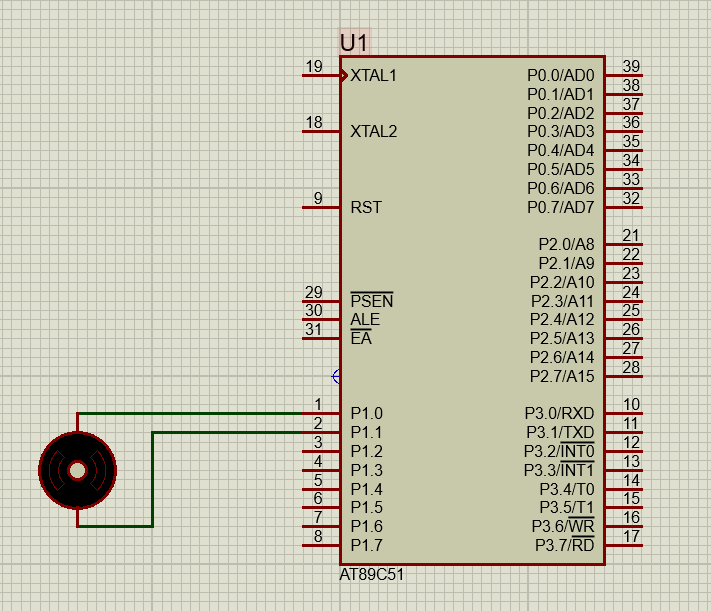 U1
19 XTAL1 P0.0/AD0 39
P0.1/AD1 38
P0.2/AD2 37
18 XTAL2 P0.3/AD3 36
P0.4/AD4 35
P0.5/AD5 34
P0.6/AD6 33
9 RST P0.7/AD7 32
P2.0/A8 21
P2.1/A9 22
P2.2/A10 23
29 PSEN P2.3/A11 24
30 ALE P2.4/A12 25
31 EA P2.5/A13 26
P2.6/A14 27
P2.7/A15 28
1 P1.0 P3.0/RXD 10
2 P1.1 P3.1/TXD 11
3 P1.2 P3.2/INT0 12
4 P1.3 P3.3/INT1 13
5 P1.4 P3.4/T0 14
6 P1.5 P3.5/T1 15
7 P1.6 P3.6/WR 16
8 P1.7 P3.7/RD 17
AT89C51